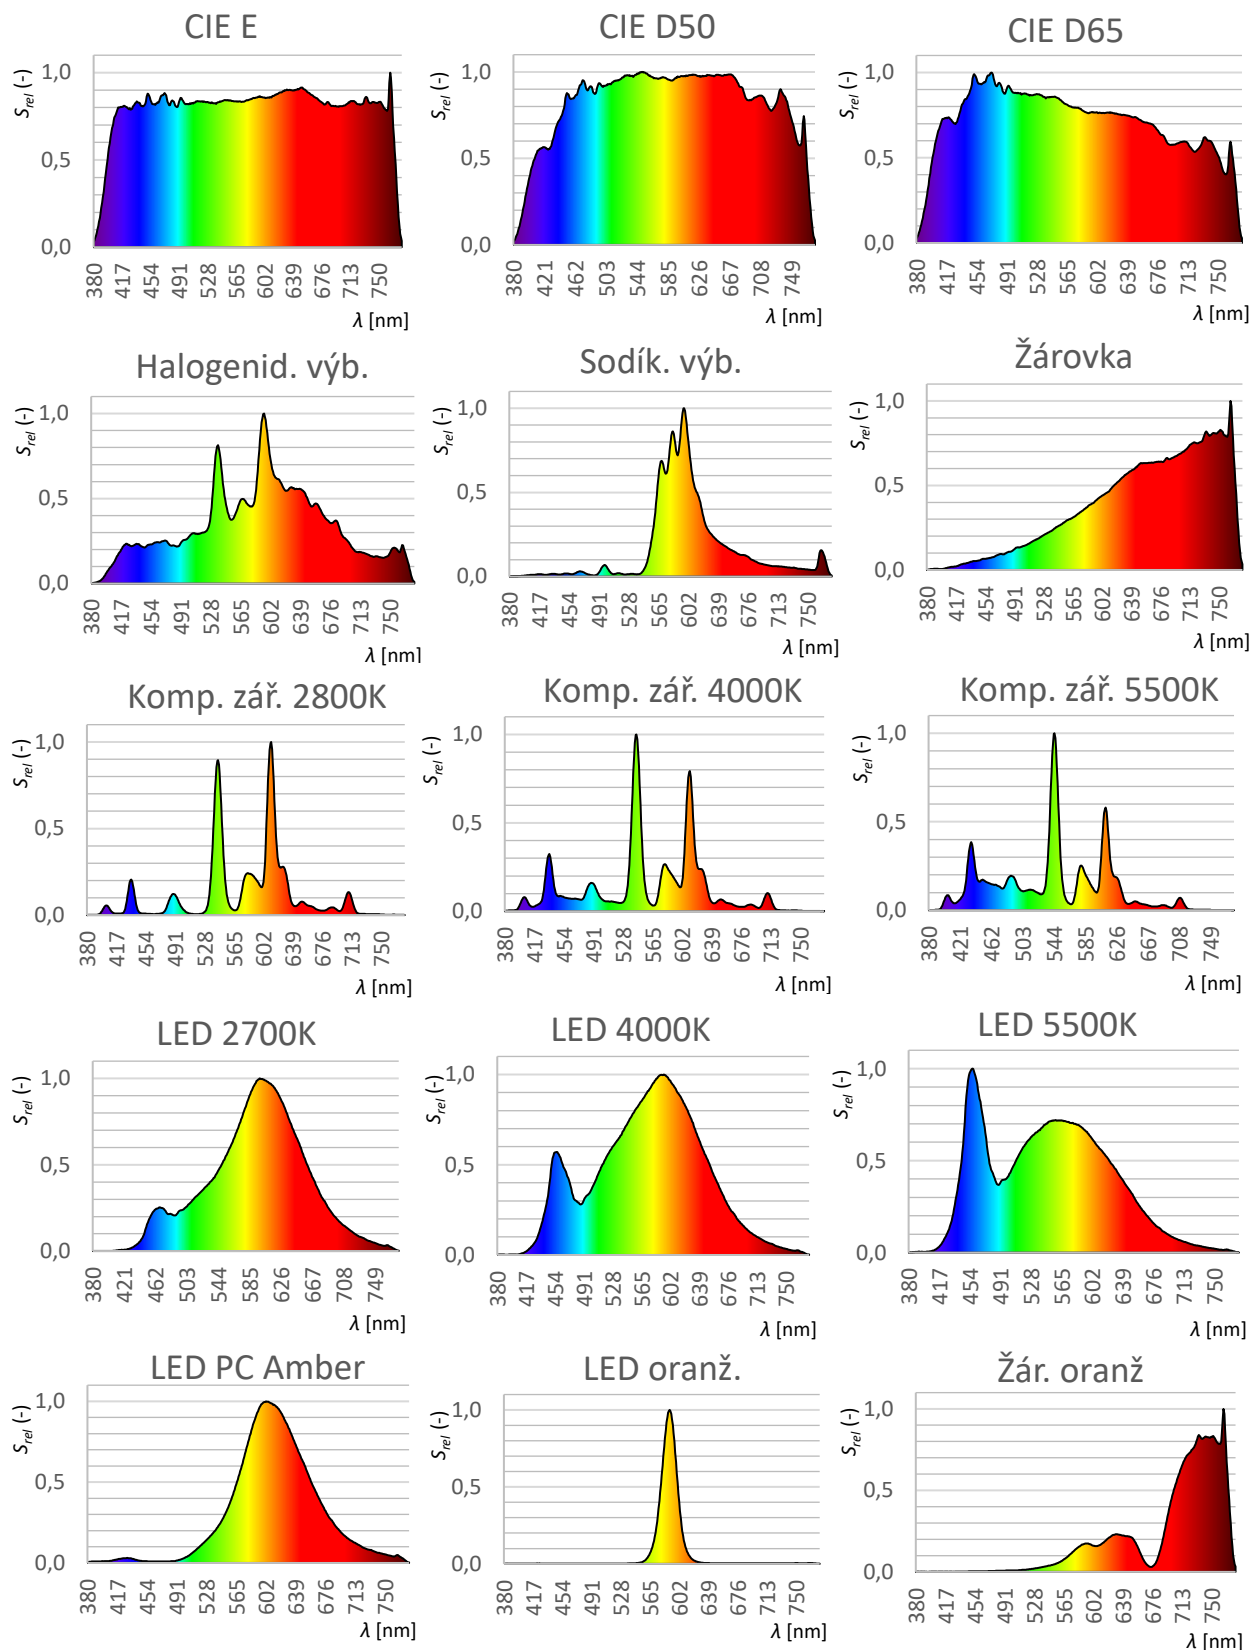 CIE E
S rel (-)
1,0
0,5
0,0
380 417 454 491 528 565 602 639 676 713 750
λ [nm]
CIE D50
S rel (-)
1,0
0,5
0,0
380 421 462 503 544 585 626 667 708 749
λ [nm]
CIE D65
S rel (-)
1,0
0,5
0,0
380 417 454 491 528 565 602 639 676 713 750
λ [nm]
Halogenid. výb.
S rel (-)
1,0
0,5
0,0
380 417 454 491 528 565 602 639 676 713 750
λ [nm]
Sodík. výb.
S rel (-)
1,0
0,5
0,0
380 417 454 491 528 565 602 639 676 713 750
λ [nm]
Žárovka
S rel (-)
1,0
0,5
0,0
380 417 454 491 528 565 602 639 676 713 750
λ [nm]
Komp. zář. 2800K
S rel (-)
1,0
0,5
0,0
380 417 454 491 528 565 602 639 676 713 750
λ [nm]
Komp. zář. 4000K
S rel (-)
1,0
0,5
0,0
380 417 454 491 528 565 602 639 676 713 750
λ [nm]
Komp. zář. 5500K
S rel (-)
1,0
0,5
0,0
380 421 462 503 544 585 626 667 708 749
λ [nm]
LED 2700K
S rel (-)
1,0
0,5
0,0
380 421 462 503 544 585 626 667 708 749
λ [nm]
LED 4000K
S rel (-)
1,0
0,5
0,0
380 417 454 491 528 565 602 639 676 713 750
λ [nm]
LED 5500K
S rel (-)
1,0
0,5
0,0
380 417 454 491 528 565 602 639 676 713 750
λ [nm]
LED PC Amber
S rel (-)
1,0
0,5
0,0
380 417 454 491 528 565 602 639 676 713 750
λ [nm]
LED oranž.
S rel (-)
1,0
0,5
0,0
380 417 454 491 528 565 602 639 676 713 750
λ [nm]
Žár. oranž
S rel (-)
1,0
0,5
0,0
380 417 454 491 528 565 602 639 676 713 750
λ [nm]